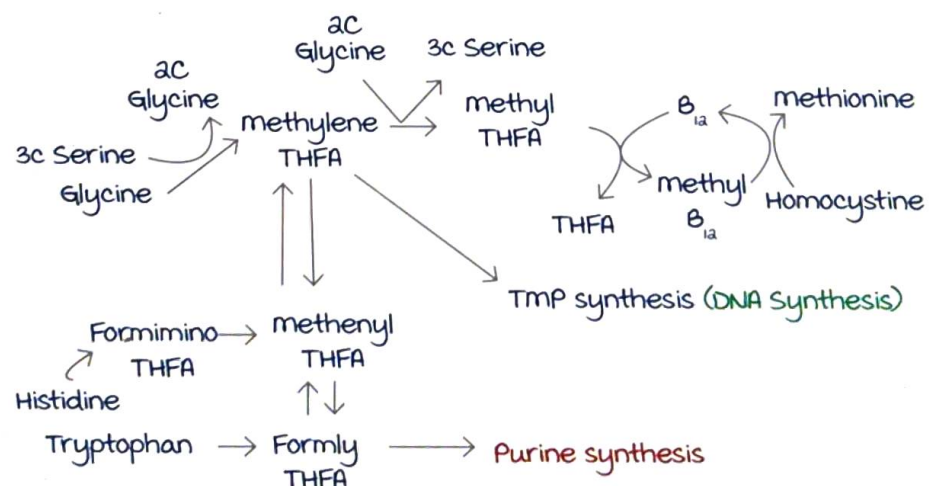 2C
Glycine
3C Serine
2C
Glycine
methylene
THFA
methyl
THFA
B12
methionine
3C Serine
Glycine
THFA
methyl
B12
Homocystine
TMP synthesis (DNA Synthesis)
Formimino
THFA
methenyl
THFA
Histidine
Tryptophan
Formly
THFA
Purine synthesis